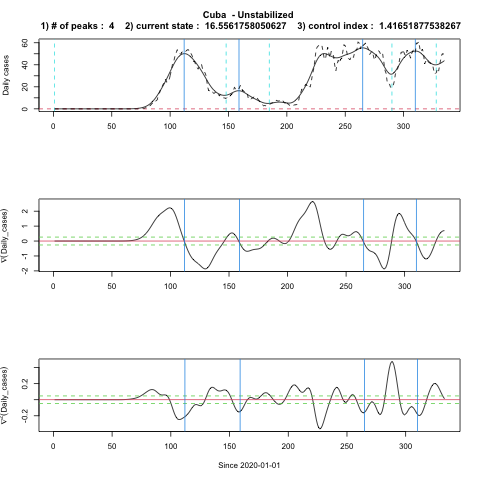 Cuba - Unstabilized
1) # of peaks : 4 2) current state : 16.5561758050627 3) control index : 1.41651877538267
Daily cases
60
40
20
0
0 50 100 150 200 250 300
∇(Daily_cases)
2
1
0
-1
-2
0 50 100 150 200 250 300
∇²(Daily_cases)
0.2
-0.2
0 50 100 150 200 250 300
Since 2020-01-01